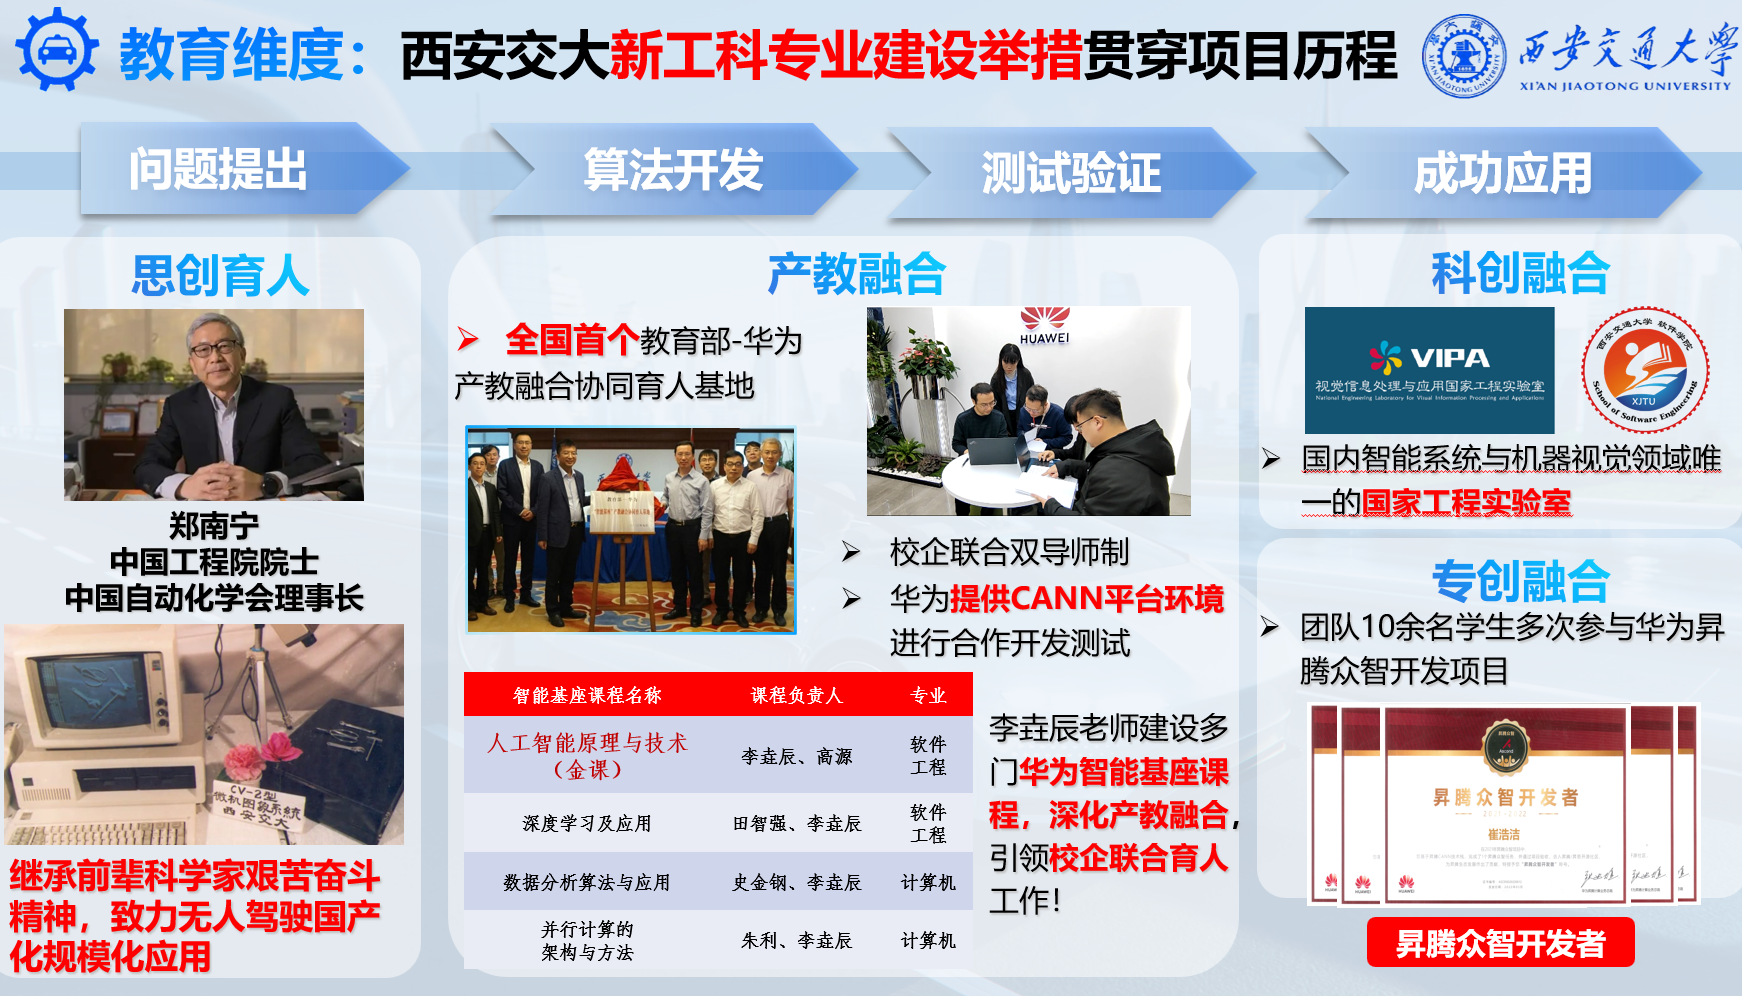 教育维度：西安交大新工科专业建设举措贯穿项目历程
西安交通大学
XI'AN JIAOTONG UNIVERSITY
问题提出
算法开发
测试验证
成功应用
思创育人
郑南宁
中国工程院院士
中国自动化学会理事长
CV-2型
微机图象系统
西安交大
继承前辈科学家艰苦奋斗
精神，致力无人驾驶国产
化规模化应用
产教融合
全国首个教育部-华为
产教融合协同育人基地
HUAWEI
校企联合双导师制
华为提供CANN平台环境
进行合作开发测试
智能基座课程名称 课程负责人 专业
人工智能原理与技术
（金课）
李垚辰、高源
软件
工程
深度学习及应用
田智强、李垚辰
软件
工程
数据分析算法与应用 史金钢、李垚辰 计算机
并行计算的
架构与方法
朱利、李垚辰 计算机
李垚辰老师建设多
门华为智能基座课
程，深化产教融合，
引领校企联合育人
工作！
科创融合
VIPA
视觉信息处理与应用国家工程实验室
National Engineering Laboratory for Visual Information Processing and Applications
西安交通大学 软件学院
XJTU
School of Software Engineering
国内智能系统与机器视觉领域唯
一的国家工程实验室
专创融合
团队10余名学生多次参与华为昇
腾众智开发项目
昇腾众智开发者
崔浩洁
HUAWEI
HUAWEI
HUAWEI
昇腾众智开发者